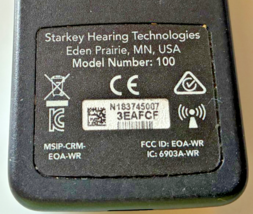 Starkey Hearing Technologies
Eden Prairie, MN, USA
Model Number: 100
N183745007
3EAFCF
MSIP-CRM-
EOA-WR
FCC ID: EOA-WR
IC: 6903A-WR